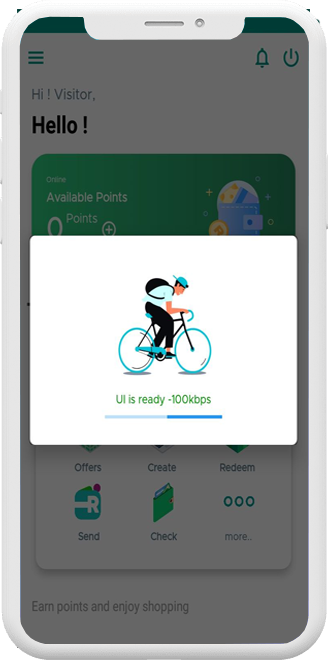 Hi ! Visitor,
Hello !
Online
Available Points
0 Points
UI is ready -100kbps
Offers
Create
Redeem
R
Send
Check
more..
Earn points and enjoy shopping